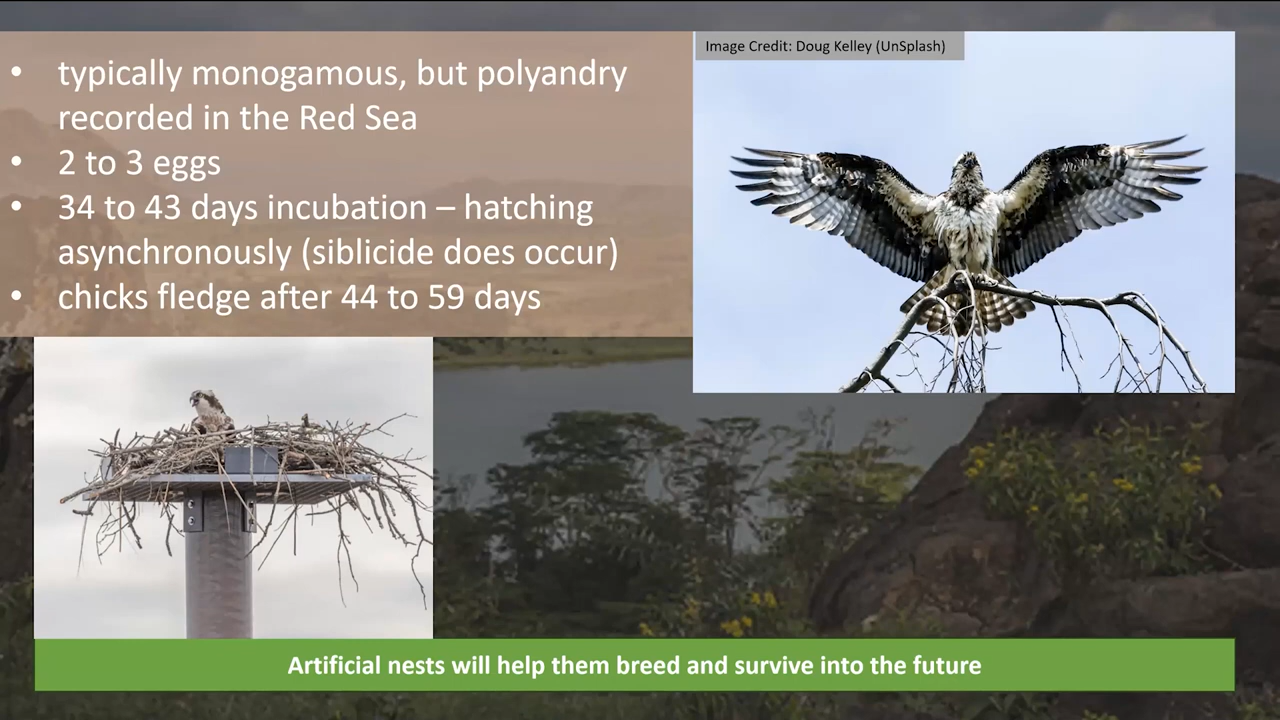 Image Credit: Doug Kelley (UnSplash)
• typically monogamous, but polyandry
recorded in the Red Sea
• 2 to 3 eggs
• 34 to 43 days incubation – hatching
asynchronously (siblicide does occur)
• chicks fledge after 44 to 59 days
Artificial nests will help them breed and survive into the future